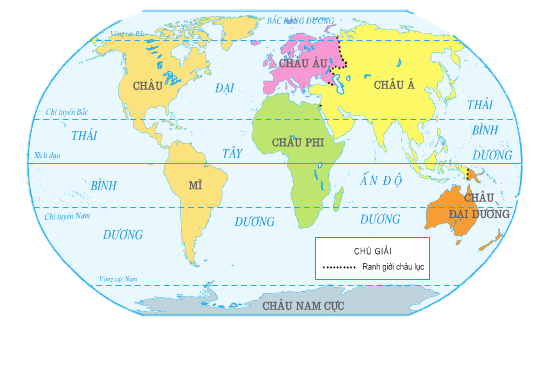 BẮC BĂNG DƯƠNG
Vòng cực Bắc
CHÂU ÂU
CHÂU
ĐẠI
CHÂU Á
THÁI
Chí tuyến Bắc
BÌNH
THÁI
CHÂU PHI
TÂY
DƯƠNG
Xích đạo
BÌNH
MĨ
ẤN ĐỘ
CHÂU
ĐẠI DƯƠNG
Chí tuyến Nam
DƯƠNG
DƯƠNG
DƯƠNG
CHÚ GIẢI
Ranh giới châu lục
Vòng cực Nam
CHÂU NAM CỰC